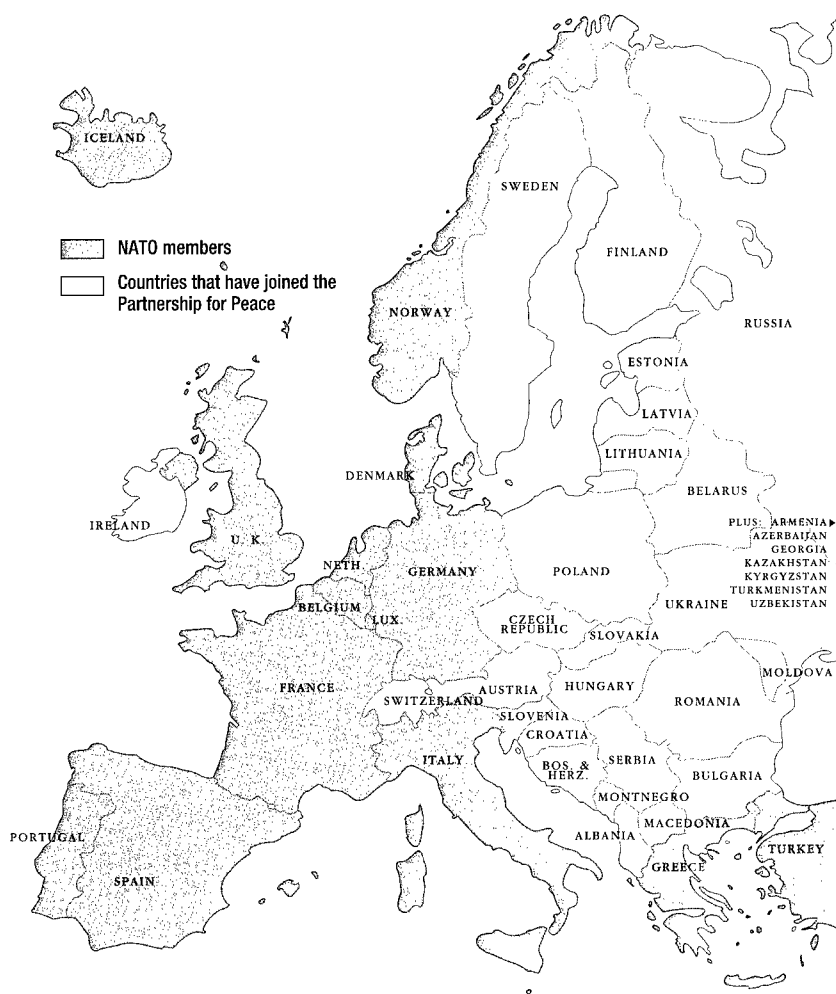 ICELAND
SWEDEN
NATO members
FINLAND
Countries that have joined the
Partnership for Peace
NORWAY
RUSSIA
ESTONIA
LATVIA
LITHUANIA
DENMARK
BELARUS
IRELAND
PLUS: ARMENIA
AZERBAIJAN
GEORGIA
KAZAKHSTAN
KYRGYZSTAN
TURKMENISTAN
UZBEKISTAN
U. K.
NETH.
GERMANY
POLAND
UKRAINE
BELGIUM
LUX.
CZECH
REPUBLIC
SLOVAKIA
FRANCE
SWITZERLAND
AUSTRIA
HUNGARY
MOLDOVA
ROMANIA
SLOVENIA
CROATIA
ITALY
BOS. &
HERZ.
SERBIA
BULGARIA
MONTNEGRO
MACEDONIA
ALBANIA
PORTUGAL
SPAIN
GREECE
TURKEY